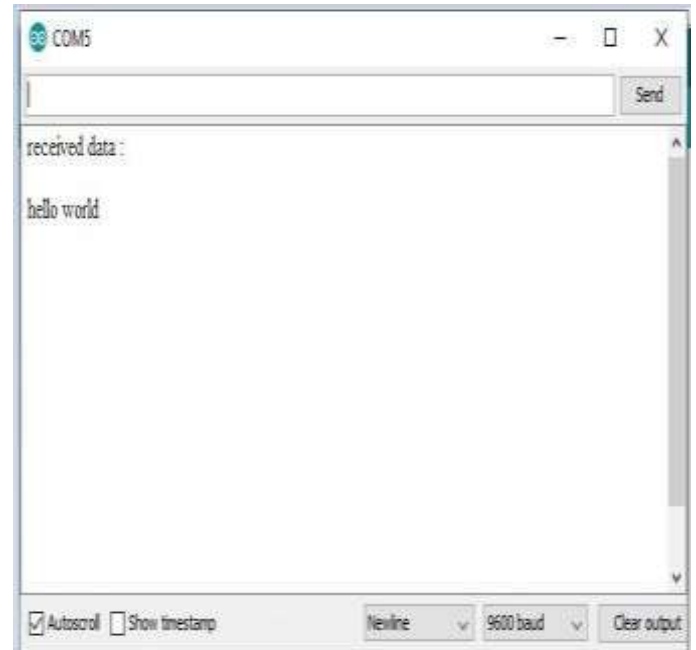 COM5
Send
received data :
hello world
Autoscroll Show timestamp Newline 9600 baud Clear output